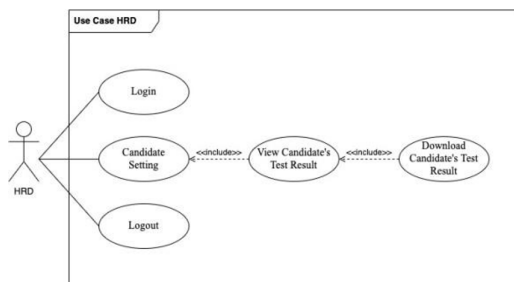 Use Case HRD
Login
HRD
Candidate
Setting
<<include>>
View Candidate's
Test Result
<<include>>
Download
Candidate's Test
Result
Logout